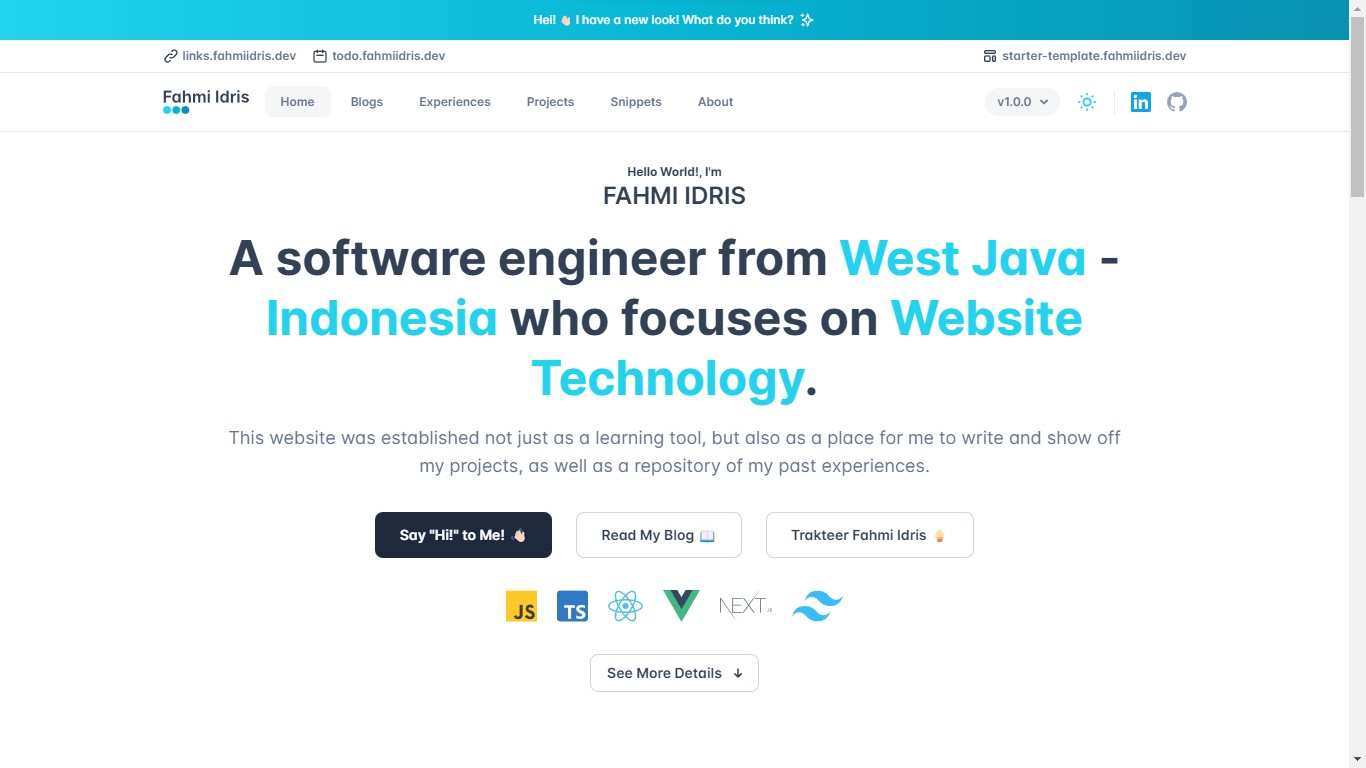 Hei! 👋🏻 I have a new look! What do you think? ✨
links.fahmiidris.dev todo.fahmiidris.dev starter-template.fahmiidris.dev
Fahmi Idris Home Blogs Experiences Projects Snippets About v1.0.0
Hello World!, I'm
FAHMI IDRIS
A software engineer from West Java -
Indonesia who focuses on Website
Technology.
This website was established not just as a learning tool, but also as a place for me to write and show off
my projects, as well as a repository of my past experiences.
Say "Hi!" to Me! 👋🏻 Read My Blog 📖 Trakteer Fahmi Idris 🍦
JS TS NEXT.JS
See More Details ↓